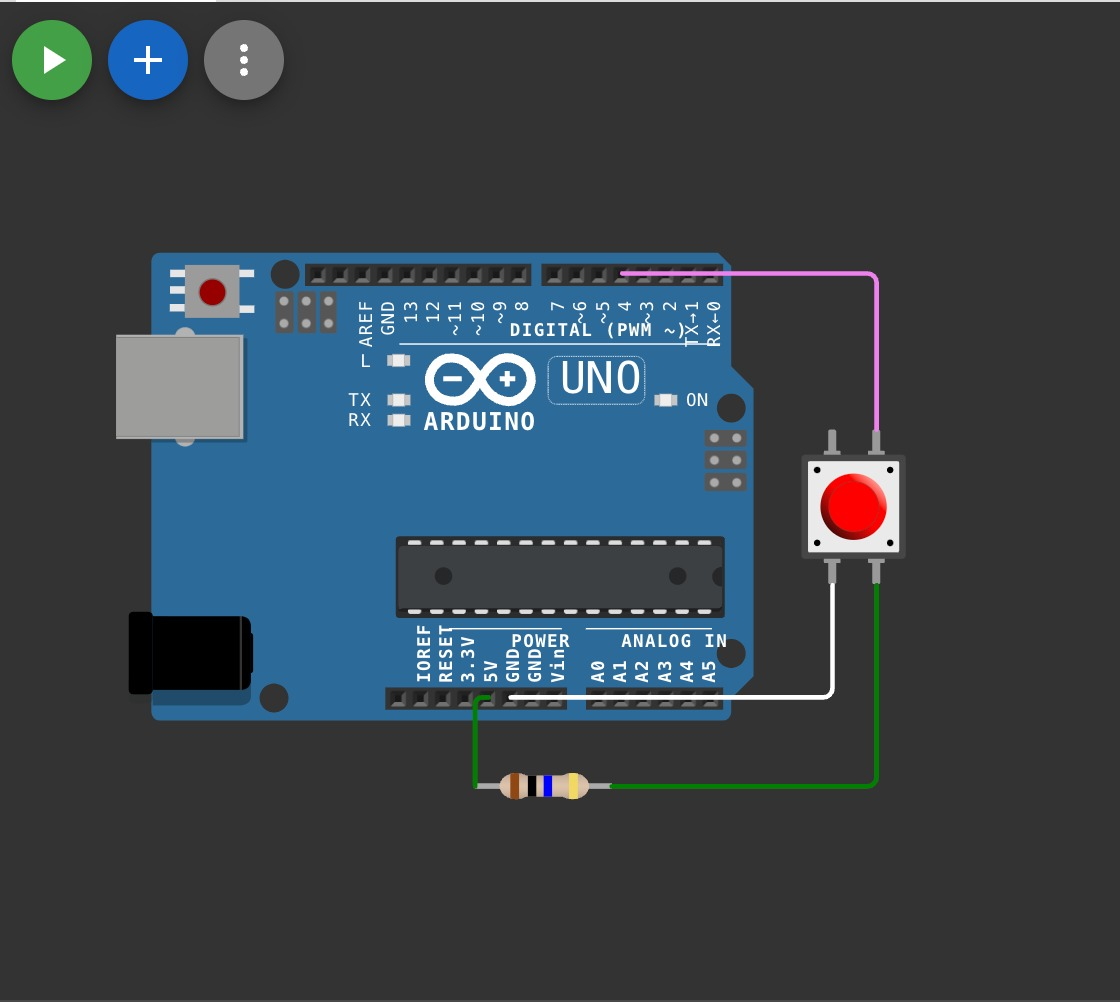 AREF
GND
13
12
~11
~10
~9
8
7
~6
~5
4
~3
2
TX→1
RX←0
DIGITAL (PWM ~)
L
UNO
TX
ON
RX
ARDUINO
POWER
ANALOG IN
IOREF
RESET
3.3V
5V
GND
GND
Vin
A0
A1
A2
A3
A4
A5